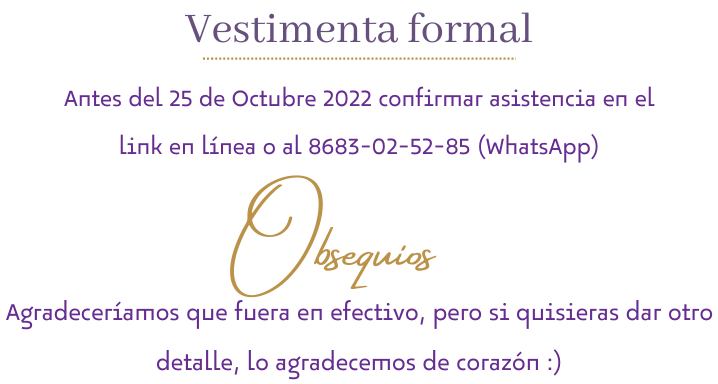 Vestimenta formal
Antes del 25 de Octubre 2022 confirmar asistencia en el
link en línea o al 8683-02-52-85 (WhatsApp)
Obsequios
Agradeceríamos que fuera en efectivo, pero si quisieras dar otro
detalle, lo agradecemos de corazón :)